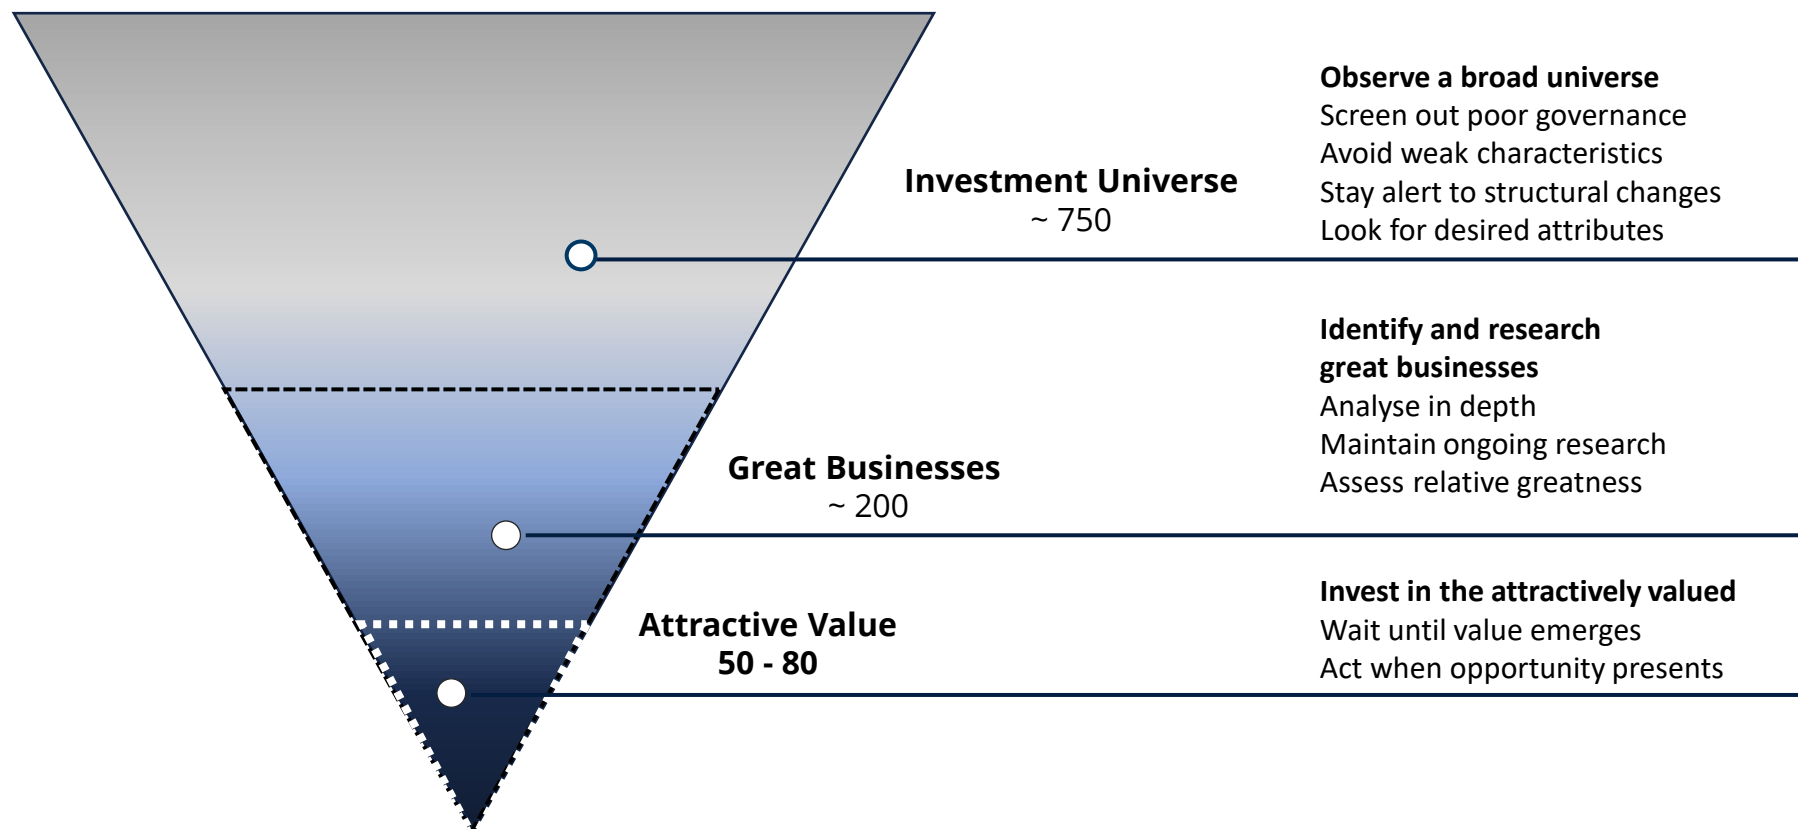 Observe a broad universe
Screen out poor governance
Avoid weak characteristics
Stay alert to structural changes
Look for desired attributes
Investment Universe
~ 750
Identify and research
great businesses
Analyse in depth
Maintain ongoing research
Assess relative greatness
Great Businesses
~ 200
Invest in the attractively valued
Wait until value emerges
Act when opportunity presents
Attractive Value
50 - 80